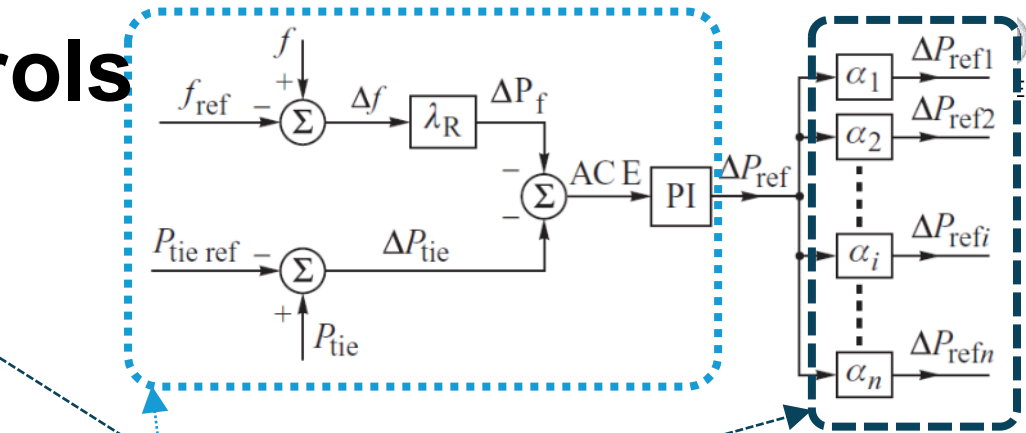 rols
f
+
f_ref
−
Σ
Δf
λ_R
ΔP_f
−
Σ
−
ACE
PI
ΔP_ref
P_tie ref
−
Σ
ΔP_tie
+
P_tie
α_1
ΔP_ref1
α_2
ΔP_ref2
α_i
ΔP_refi
α_n
ΔP_refn